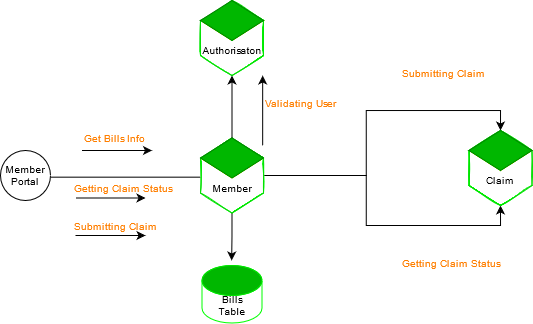 Authorisaton
Submitting Claim
Validating User
Get Bills Info
Member
Portal
Getting Claim Status
Member
Claim
Submitting Claim
Getting Claim Status
Bills
Table